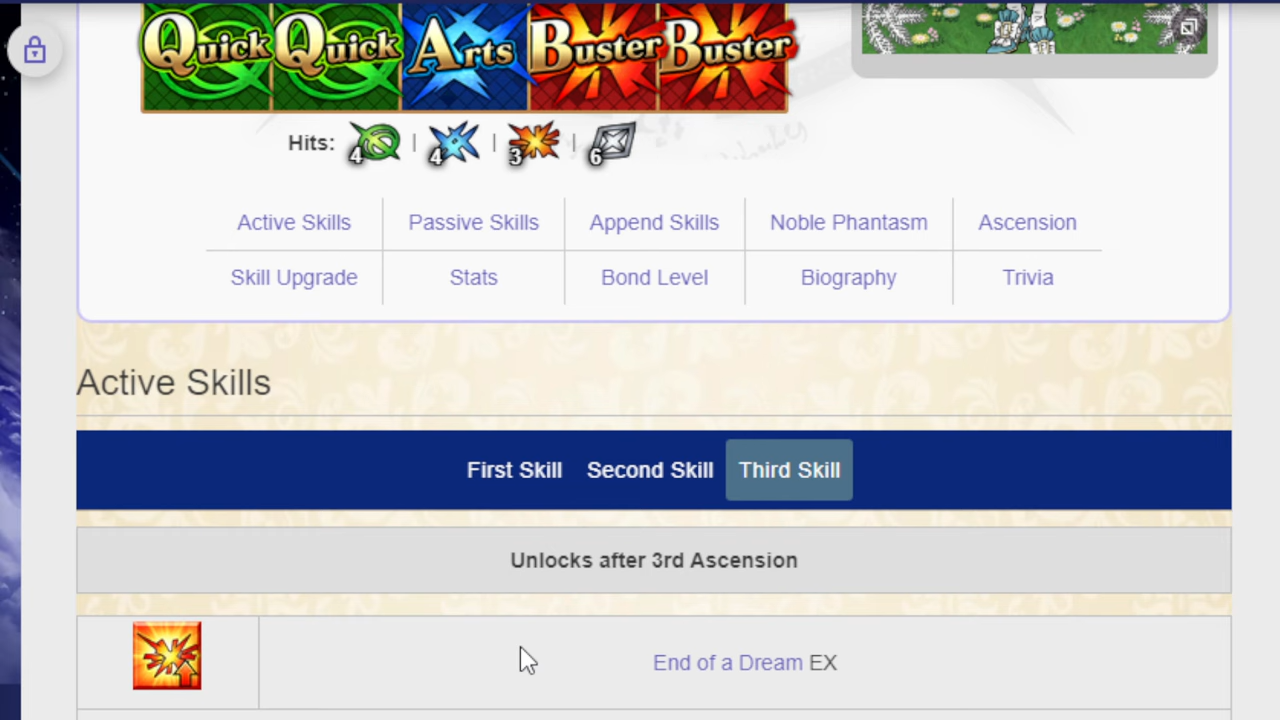 Quick Quick Arts Buster Buster
Hits: 4 | 4 | 3 | 6
Active Skills Passive Skills Append Skills Noble Phantasm Ascension
Skill Upgrade Stats Bond Level Biography Trivia
Active Skills
First Skill Second Skill Third Skill
Unlocks after 3rd Ascension
End of a Dream EX